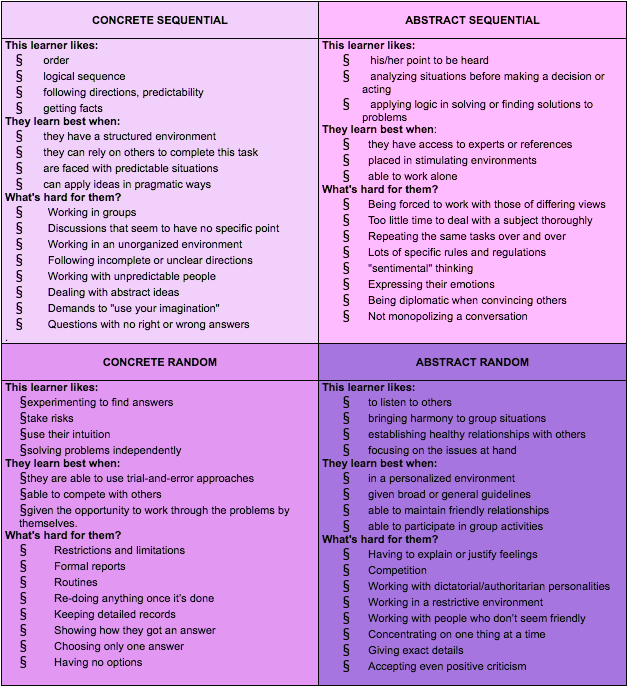 CONCRETE SEQUENTIAL
This learner likes:
§ order
§ logical sequence
§ following directions, predictability
§ getting facts
They learn best when:
§ they have a structured environment
§ they can rely on others to complete this task
§ are faced with predictable situations
§ can apply ideas in pragmatic ways
What's hard for them?
§ Working in groups
§ Discussions that seem to have no specific point
§ Working in an unorganized environment
§ Following incomplete or unclear directions
§ Working with unpredictable people
§ Dealing with abstract ideas
§ Demands to "use your imagination"
§ Questions with no right or wrong answers
.
ABSTRACT SEQUENTIAL
This learner likes:
§ his/her point to be heard
§ analyzing situations before making a decision or
acting
§ applying logic in solving or finding solutions to
problems
They learn best when:
§ they have access to experts or references
§ placed in stimulating environments
§ able to work alone
What's hard for them?
§ Being forced to work with those of differing views
§ Too little time to deal with a subject thoroughly
§ Repeating the same tasks over and over
§ Lots of specific rules and regulations
§ "sentimental" thinking
§ Expressing their emotions
§ Being diplomatic when convincing others
§ Not monopolizing a conversation
CONCRETE RANDOM
This learner likes:
§experimenting to find answers
§take risks
§use their intuition
§solving problems independently
They learn best when:
§they are able to use trial-and-error approaches
§able to compete with others
§given the opportunity to work through the problems by
themselves.
What's hard for them?
§ Restrictions and limitations
§ Formal reports
§ Routines
§ Re-doing anything once it's done
§ Keeping detailed records
§ Showing how they got an answer
§ Choosing only one answer
§ Having no options
ABSTRACT RANDOM
This learner likes:
§ to listen to others
§ bringing harmony to group situations
§ establishing healthy relationships with others
§ focusing on the issues at hand
They learn best when:
§ in a personalized environment
§ given broad or general guidelines
§ able to maintain friendly relationships
§ able to participate in group activities
What's hard for them?
§ Having to explain or justify feelings
§ Competition
§ Working with dictatorial/authoritarian personalities
§ Working in a restrictive environment
§ Working with people who don't seem friendly
§ Concentrating on one thing at a time
§ Giving exact details
§ Accepting even positive criticism